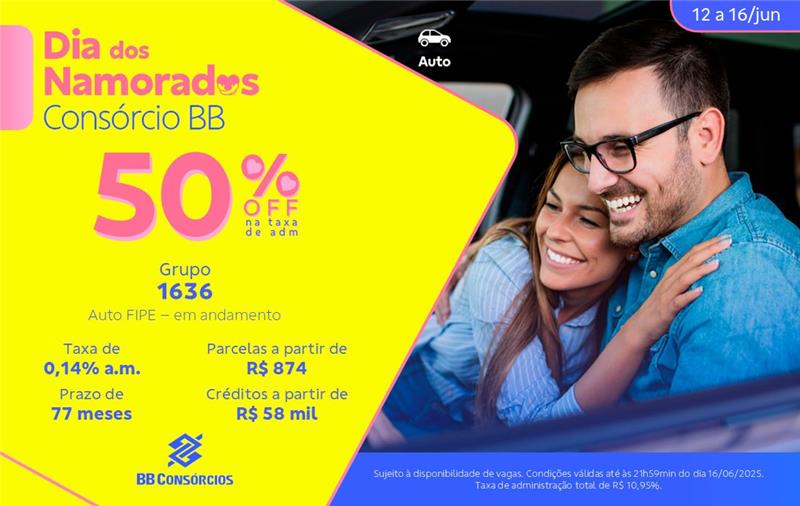 12 a 16/jun
Auto
Dia dos
Namorados
Consórcio BB
50%
OFF
na taxa
de adm
Grupo
1636
Auto FIPE – em andamento
Taxa de
0,14% a.m.
Parcelas a partir de
R$ 874
Prazo de
77 meses
Créditos a partir de
R$ 58 mil
BB CONSÓRCIOS
Sujeito à disponibilidade de vagas. Condições válidas até às 21h59min do dia 16/06/2025.
Taxa de administração total de R$ 10,95%.